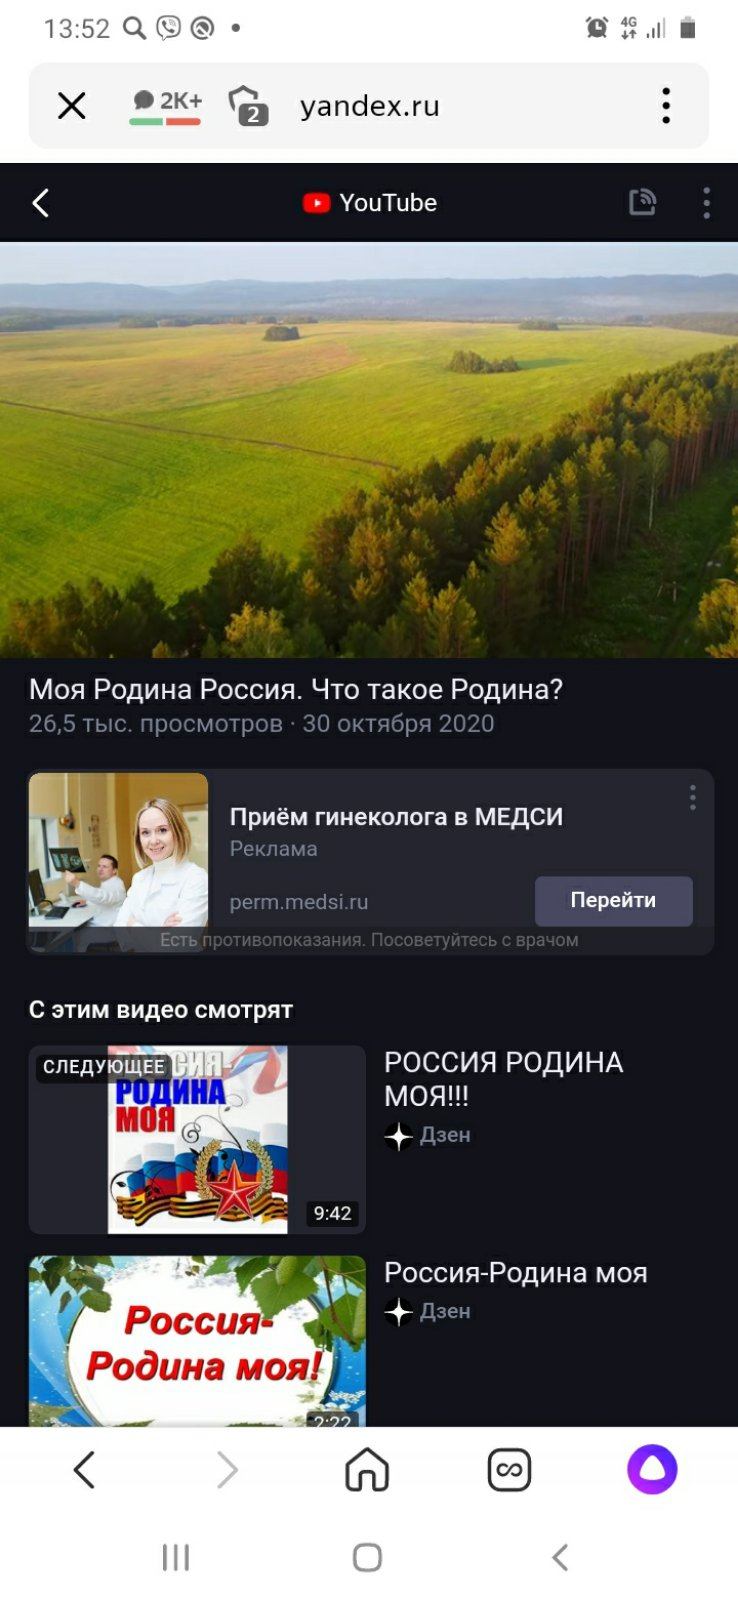 13:52
4G
2K+
2
yandex.ru
YouTube
Моя Родина Россия. Что такое Родина?
26,5 тыс. просмотров · 30 октября 2020
Приём гинеколога в МЕДСИ
Реклама
perm.medsi.ru
Перейти
Есть противопоказания. Посоветуйтесь с врачом
С этим видео смотрят
СЛЕДУЮЩЕЕ
РОССИЯ-
РОДИНА
МОЯ
9:42
РОССИЯ РОДИНА
МОЯ!!!
Дзен
Россия-
Родина моя!
2:22
Россия-Родина моя
Дзен